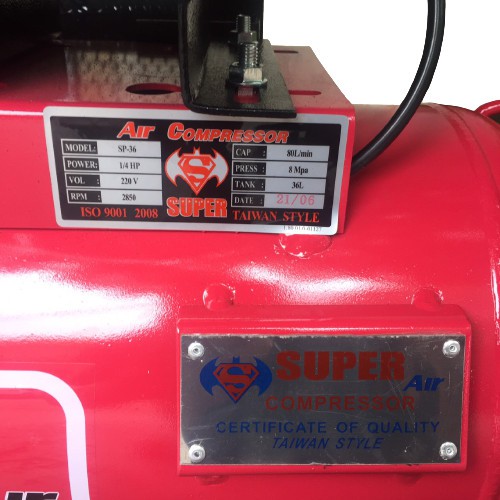 AIR COMPRESSOR
MODEL: SP-36 CAP : 80L/min
POWER: 1/4 HP PRESS : 8 Mpa
VOL : 220 V TANK : 36L
RPM : 2850 DATE : 21/06
ISO 9001 2008 SUPER TAIWAN STYLE
SUPER Air
COMPRESSOR
CERTIFICATE OF QUALITY
TAIWAN STYLE